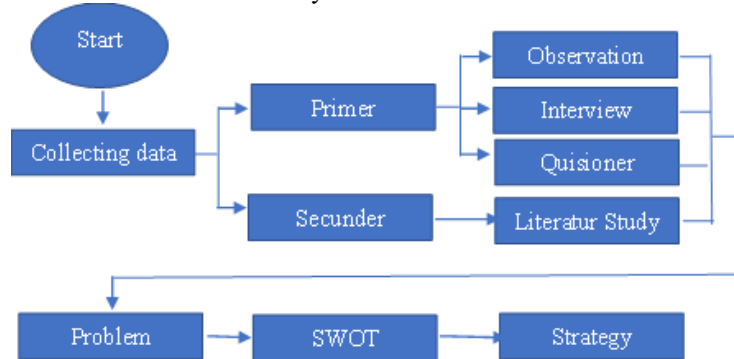 Start
Collecting data
Primer
Secunder
Observation
Interview
Quisioner
Literatur Study
Problem
SWOT
Strategy